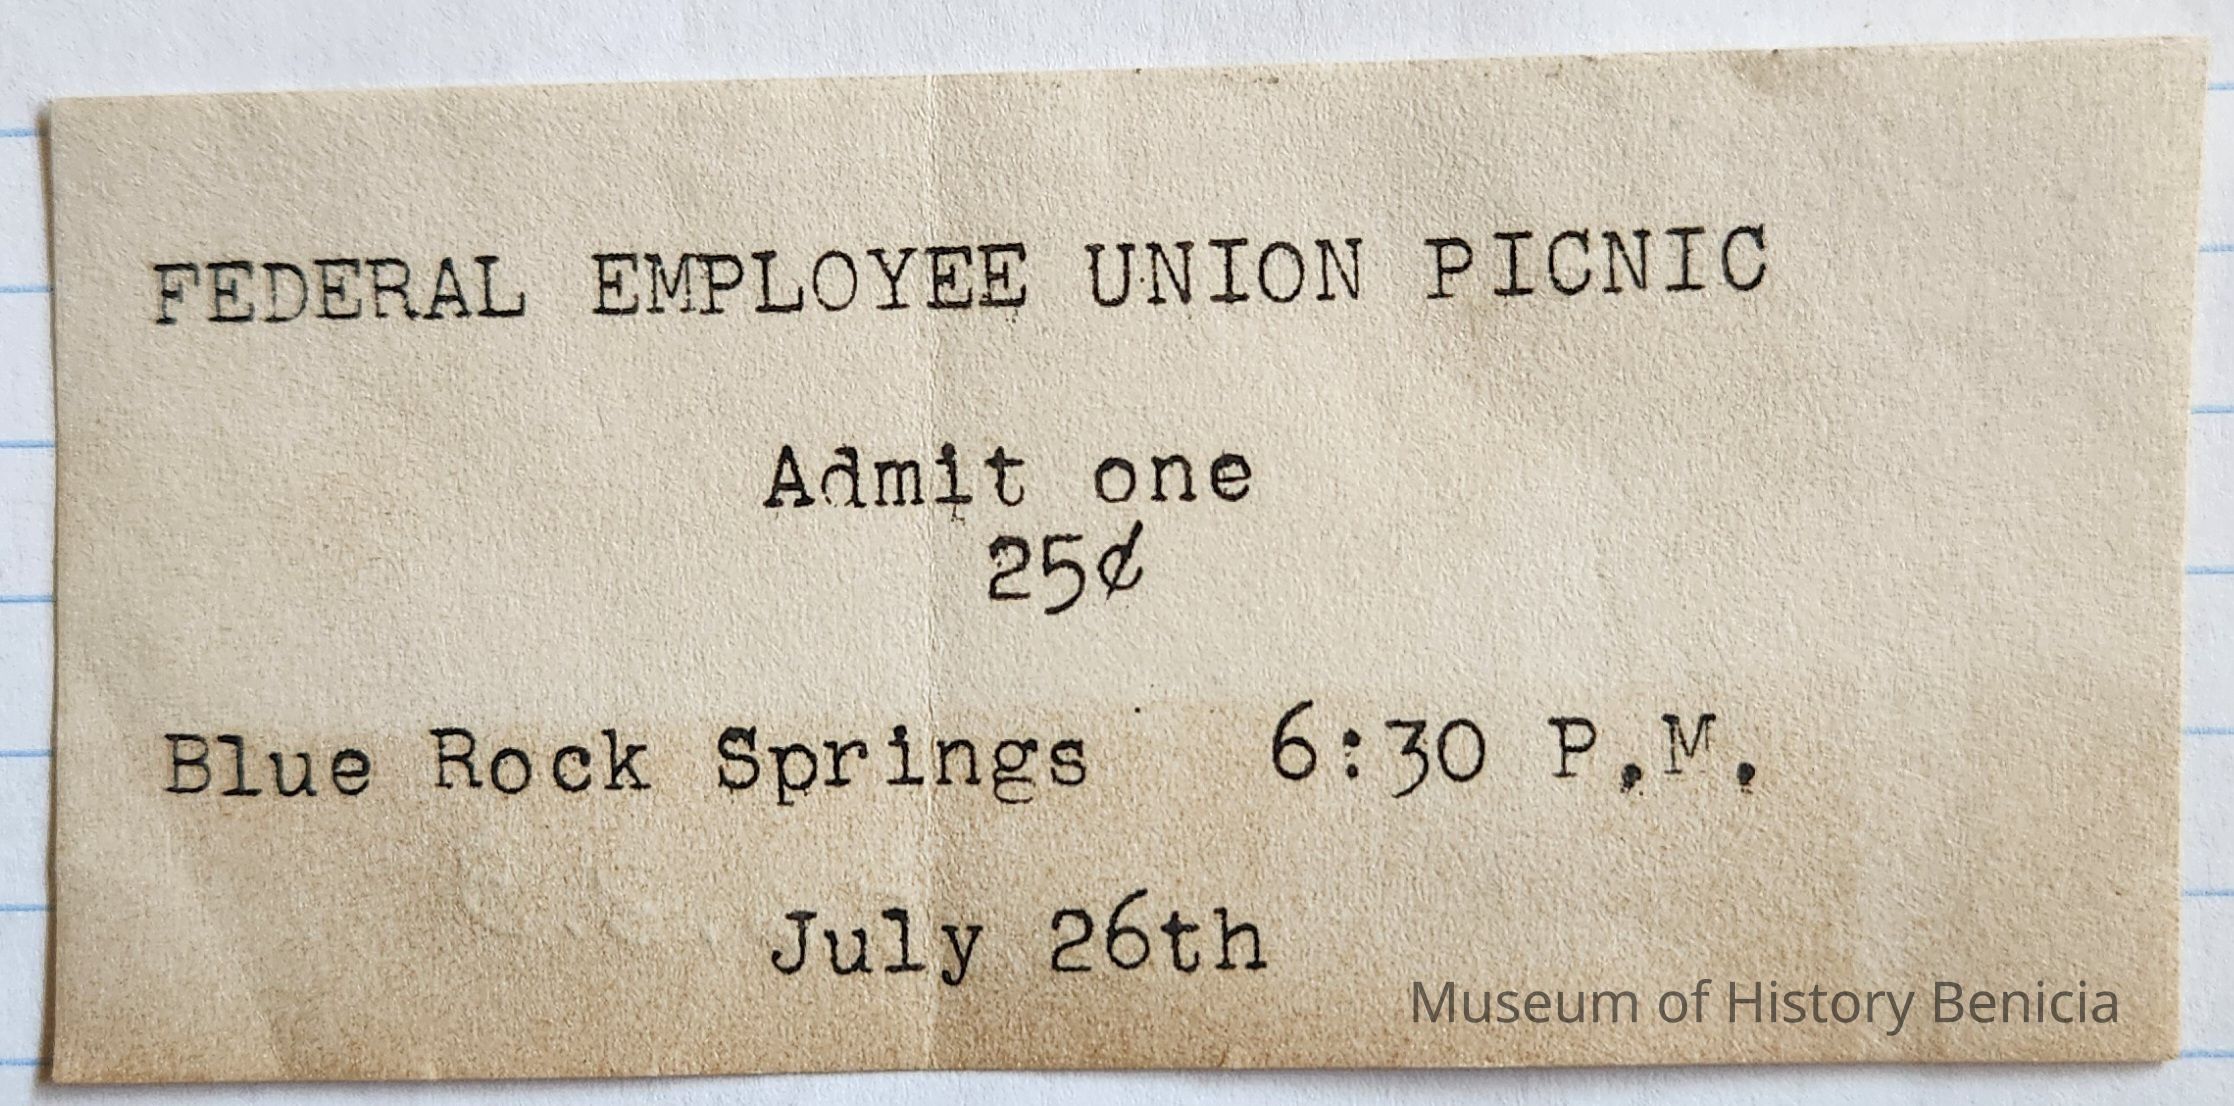 FEDERAL EMPLOYEE UNION PICNIC
Admit one
25¢
Blue Rock Springs 6:30 P.M.
July 26th
Museum of History Benicia